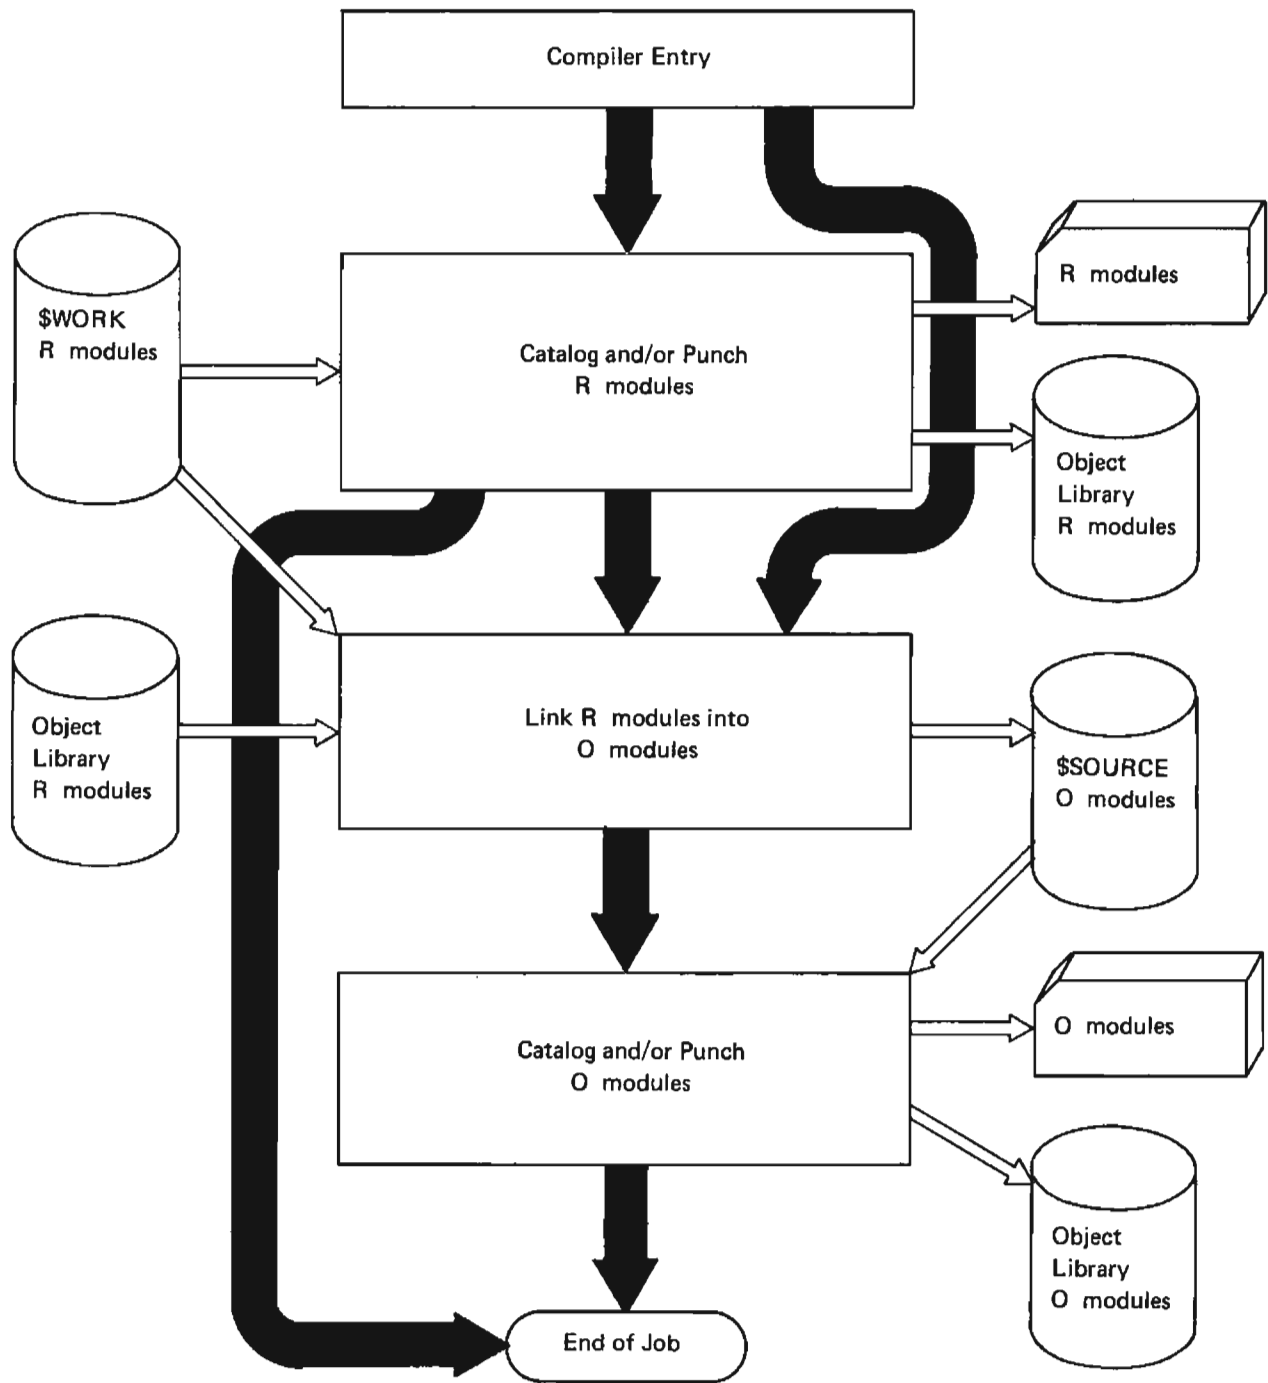 Compiler Entry
R modules
$WORK
R modules
Catalog and/or Punch
R modules
Object
Library
R modules
Object
Library
R modules
Link R modules into
O modules
$SOURCE
O modules
Catalog and/or Punch
O modules
O modules
Object
Library
O modules
End of Job